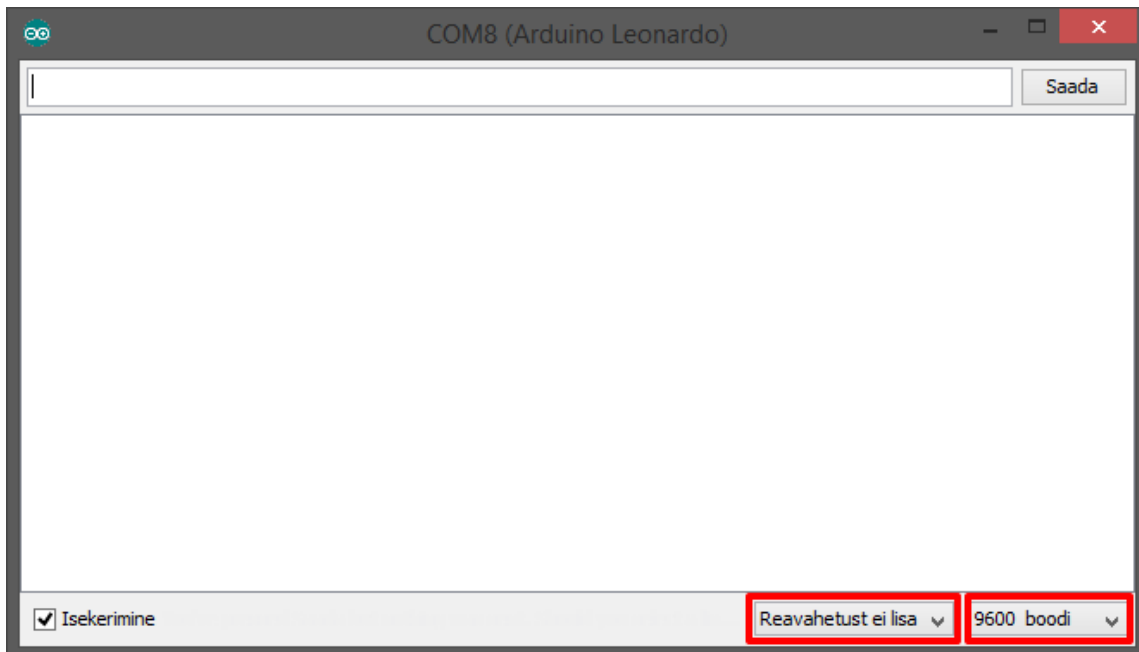 COM8 (Arduino Leonardo)
Saada
Isekerimine
Reavahetust ei lisa
9600 boodi